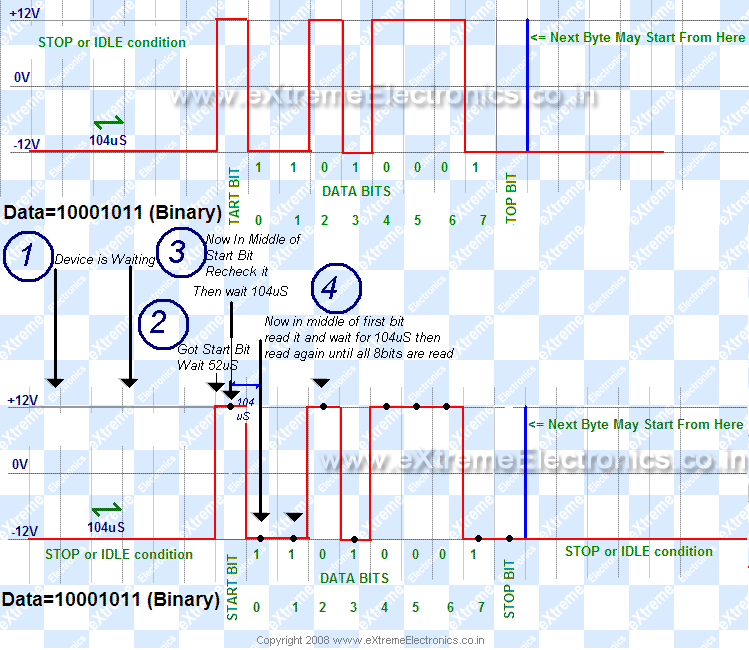 +12V
STOP or IDLE condition
<= Next Byte May Start From Here
0V
www.eXtremeElectronics.co.in
104uS
-12V
1 1 0 1 0 0 0 1
TART BIT
DATA BITS
TOP BIT
Data=10001011 (Binary)
0 1 2 3 4 5 6 7
1
Device is Waiting
3
Now In Middle of
Start Bit
Recheck it
Then wait 104uS
2
Got Start Bit
Wait 52uS
4
Now in middle of first bit
read it and wait for 104uS then
read again until all 8bits are read
+12V
104
uS
<= Next Byte May Start From Here
0V
www.eXtremeElectronics.co.in
104uS
-12V
STOP or IDLE condition
1 1 0 1 0 0 0 1
STOP or IDLE condition
START BIT
DATA BITS
STOP BIT
Data=10001011 (Binary)
0 1 2 3 4 5 6 7
Copyright 2008 www.eXtremeElectronics.co.in